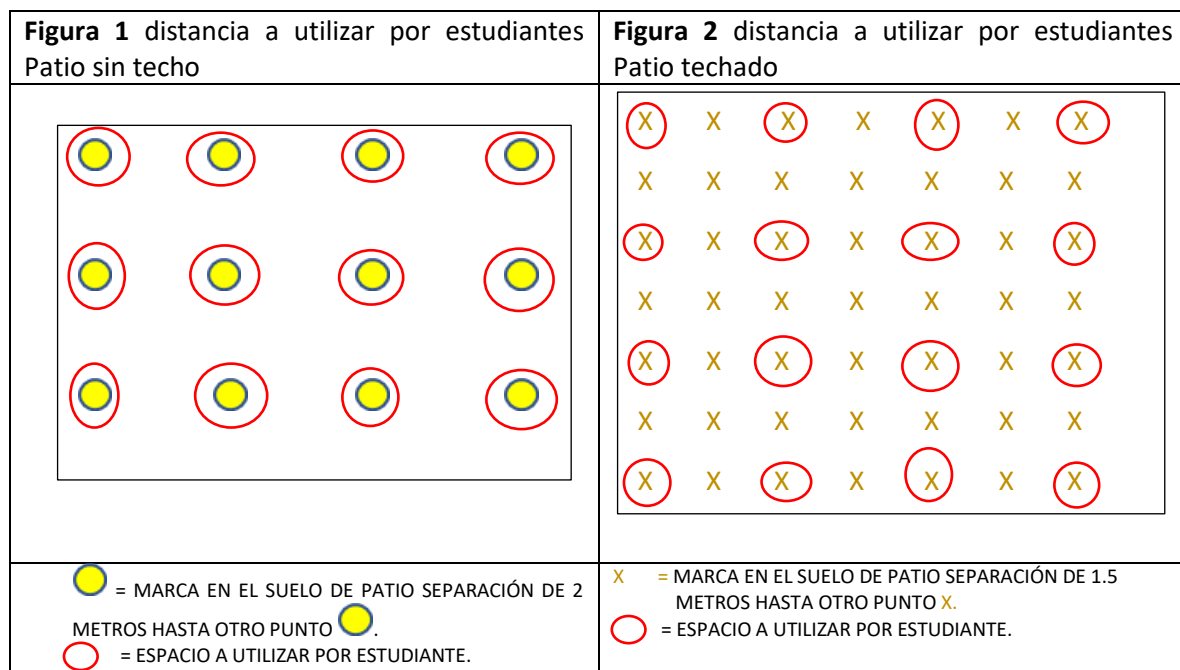 Figura 1 distancia a utilizar por estudiantes
Patio sin techo
Figura 2 distancia a utilizar por estudiantes
Patio techado
X X X X X X X
X X X X X X X
X X X X X X X
X X X X X X X
X X X X X X X
X X X X X X X
X X X X X X X
= MARCA EN EL SUELO DE PATIO SEPARACIÓN DE 2
METROS HASTA OTRO PUNTO .
= ESPACIO A UTILIZAR POR ESTUDIANTE.
X = MARCA EN EL SUELO DE PATIO SEPARACIÓN DE 1.5
METROS HASTA OTRO PUNTO X.
= ESPACIO A UTILIZAR POR ESTUDIANTE.